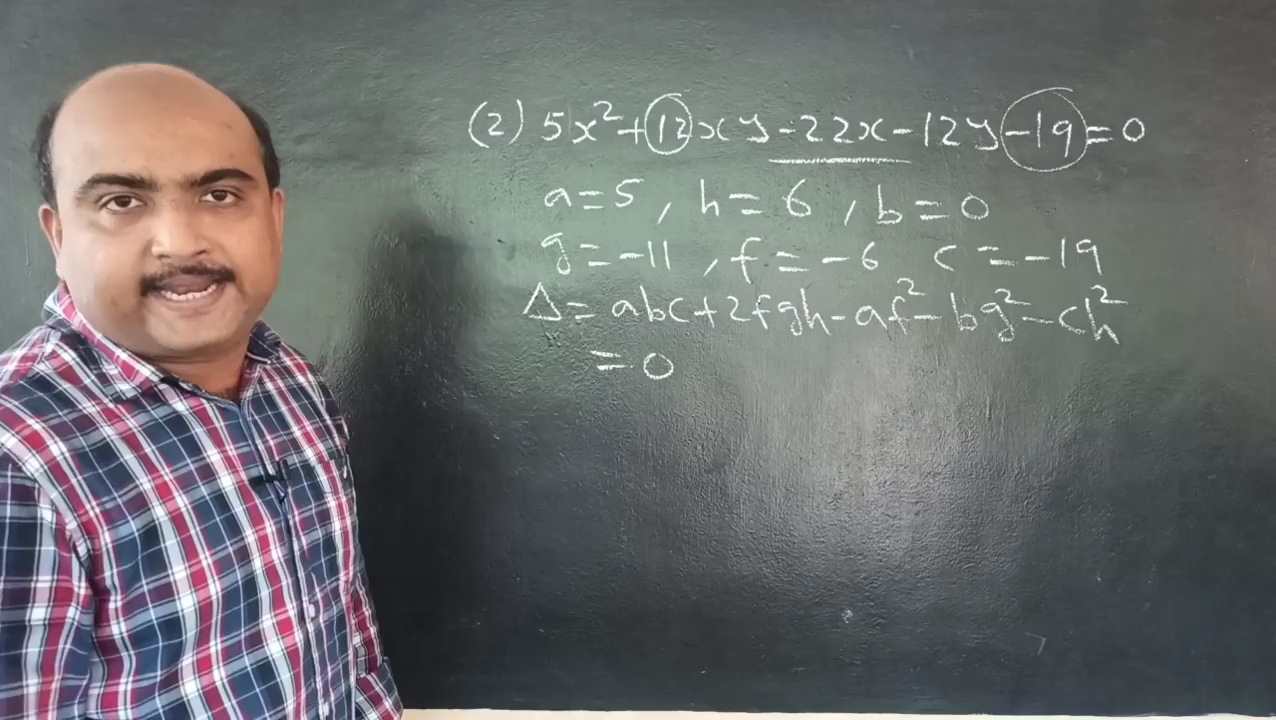 (2) 5x²+12xy-22x-12y-19=0
a=5, h=6, b=0
g=-11, f=-6 c=-19
Δ=abc+2fgh-af²-bg²-ch²
=0